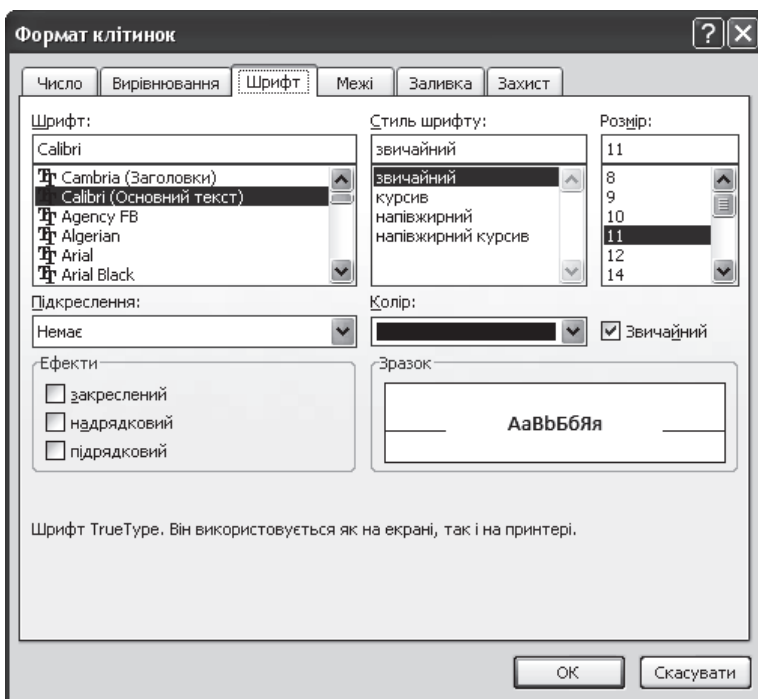 Формат клітинок
Число Вирівнювання Шрифт Межі Заливка Захист
Шрифт: Стиль шрифту: Розмір:
Calibri звичайний 11
Cambria (Заголовки) звичайний 8
Calibri (Основний текст) курсив 9
Agency FB напівжирний 10
Algerian напівжирний курсив 11
Arial 12
Arial Black 14
Підкреслення: Колір:
Немає Звичайний
Ефекти Зразок
закреслений
надрядковий АаВbБбЯя
підрядковий
Шрифт TrueType. Він використовується як на екрані, так і на принтері.
ОК Скасувати